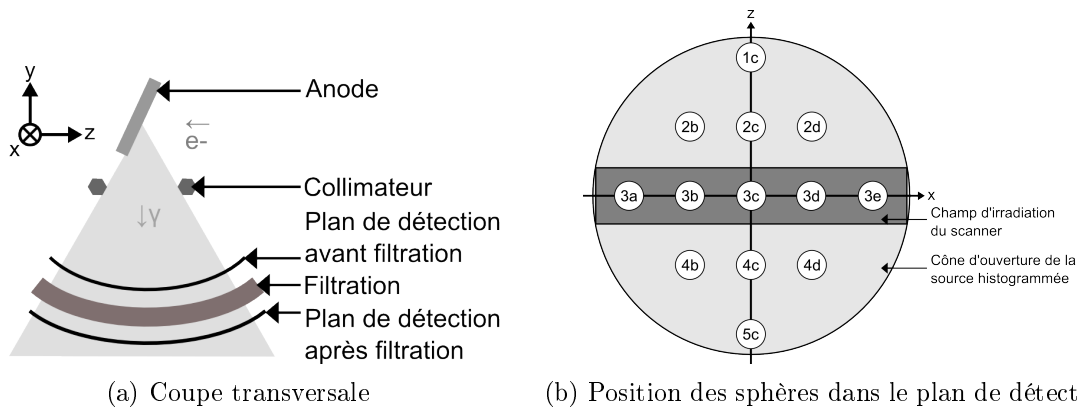 y
z
x
Anode
e-
Collimateur
γ
Plan de détection
avant filtration
Filtration
Plan de détection
après filtration
(a) Coupe transversale
z
1c
2b 2c 2d
3a 3b 3c 3d 3e
x
Champ d'irradiation
du scanner
4b 4c 4d
Cône d'ouverture de la
source histogrammée
5c
(b) Position des sphères dans le plan de détect